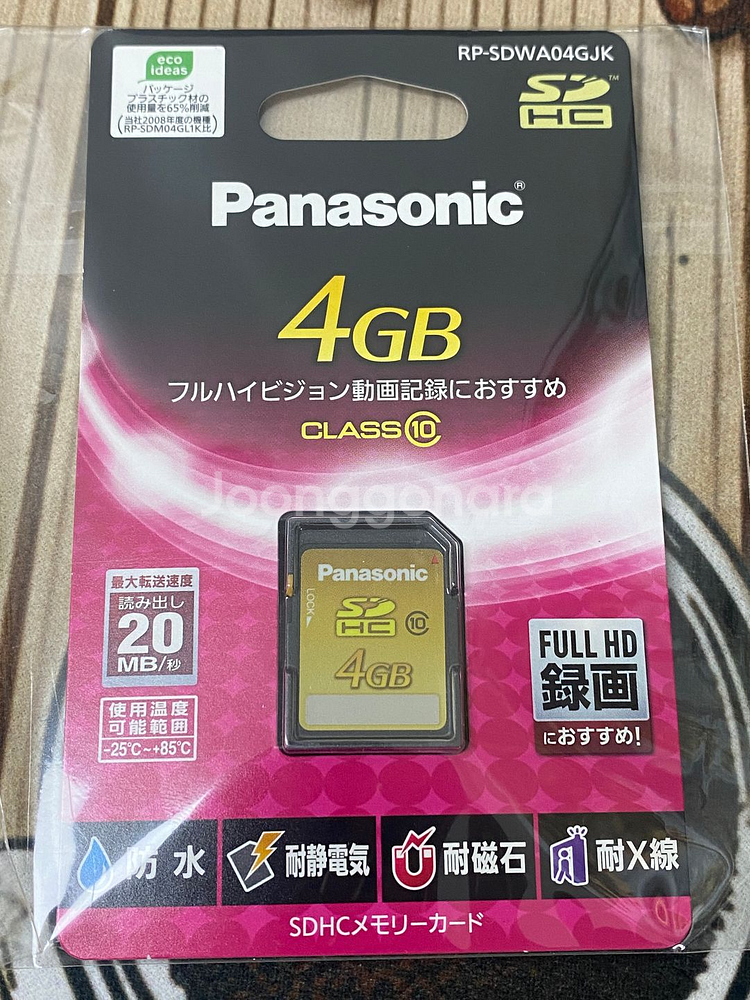 eco
ideas
パッケージ
プラスチック材の
使用量を65%削減
(当社2008年度の機種
RP-SDM04GL1K比)
RP-SDWA04GJK
SD™
HC
Panasonic®
4GB
フルハイビジョン動画記録におすすめ
CLASS10
Joonggonara
Panasonic
LOCK
SD
HC
10
4GB
最大転送速度
読み出し
20
MB/秒
使用温度
可能範囲
-25℃~+85℃
FULL HD
録画
におすすめ!
防水
耐静電気
耐磁石
耐X線
SDHCメモリーカード